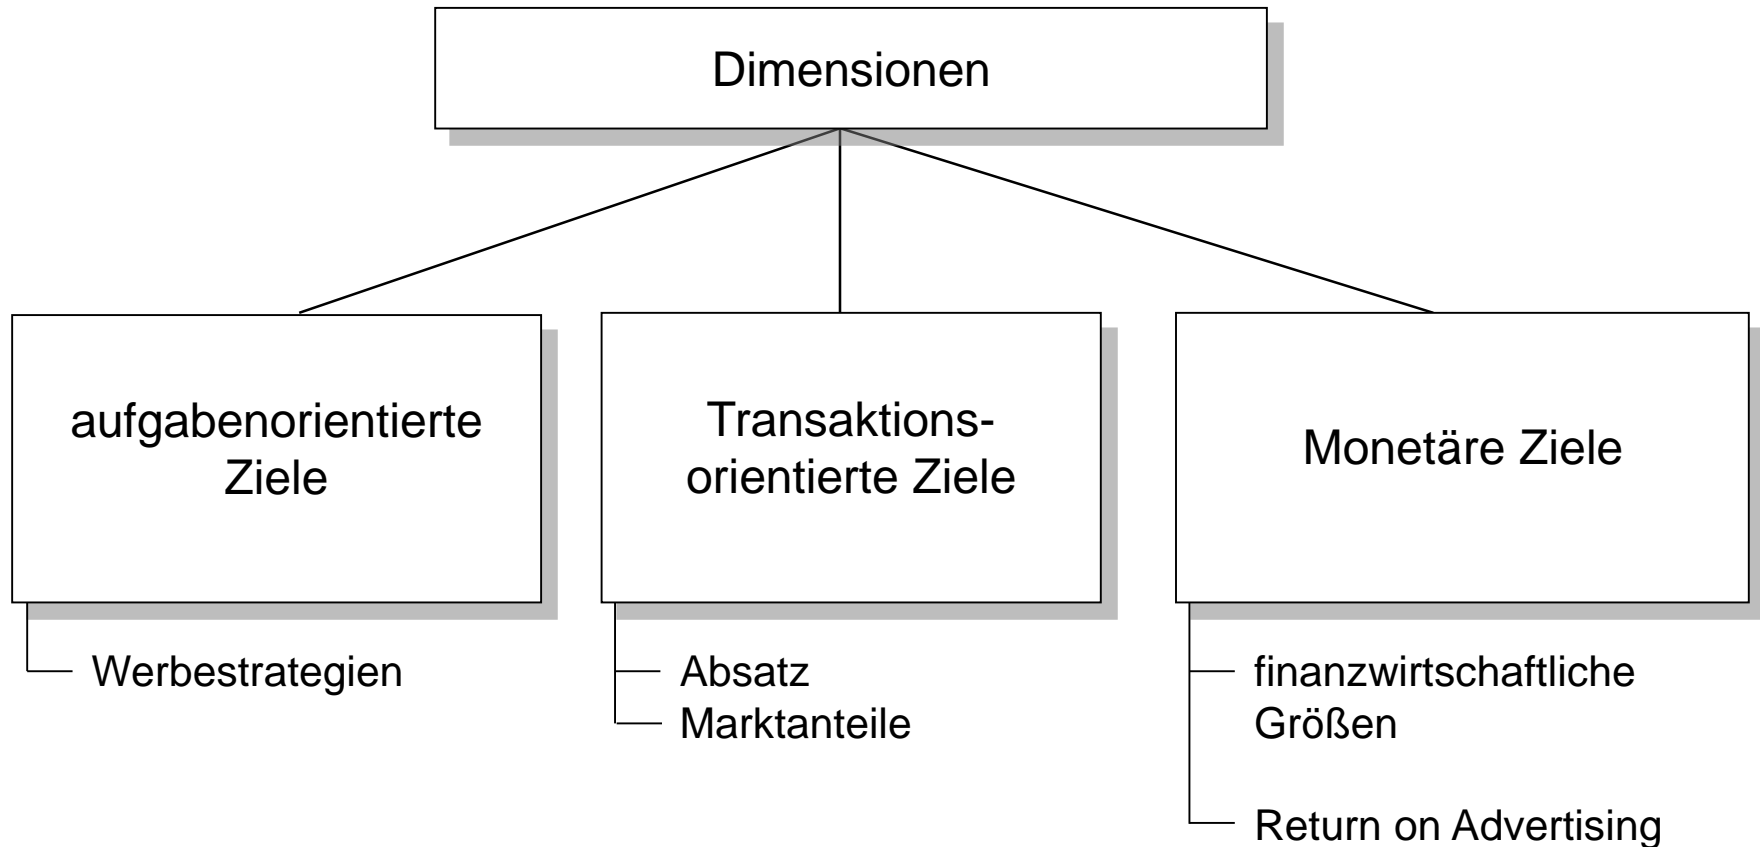 Dimensionen
aufgabenorientierte
Ziele
Werbestrategien
Transaktions-
orientierte Ziele
Absatz
Marktanteile
Monetäre Ziele
finanzwirtschaftliche
Größen
Return on Advertising